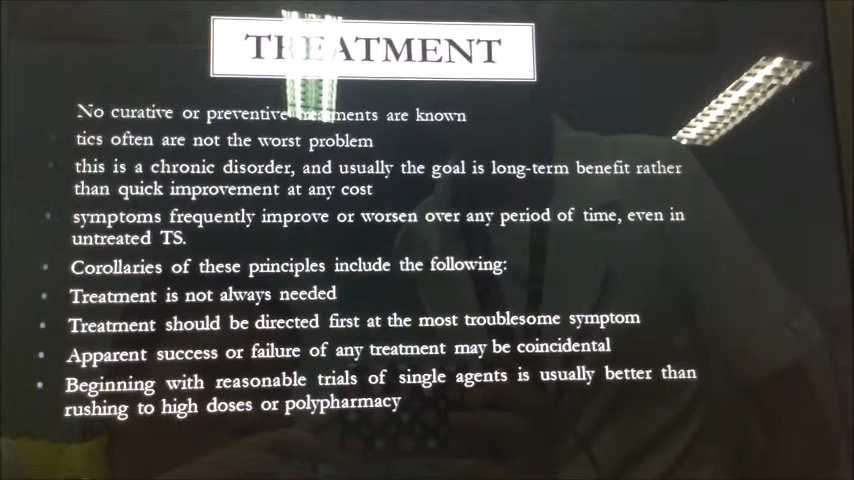 TREATMENT
No curative or preventive treatments are known
tics often are not the worst problem
this is a chronic disorder, and usually the goal is long-term benefit rather
than quick improvement at any cost
• symptoms frequently improve or worsen over any period of time, even in
untreated TS.
• Corollaries of these principles include the following:
• Treatment is not always needed
• Treatment should be directed first at the most troublesome symptom
• Apparent success or failure of any treatment may be coincidental
• Beginning with reasonable trials of single agents is usually better than
rushing to high doses or polypharmacy